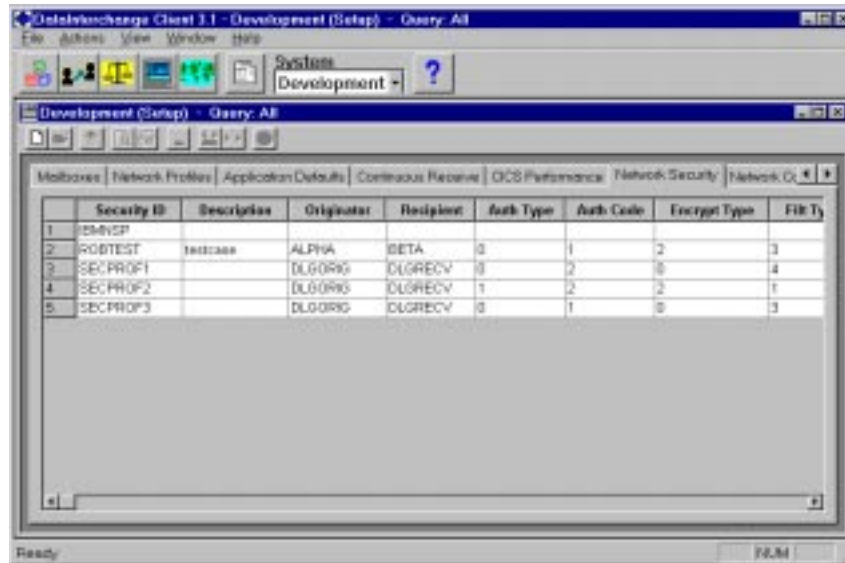 DataInterchange Client 3.1 - Development (Setup) - Query: All
File Actions View Window Help
System
Development
?
Development (Setup) - Query: All
Mailboxes Network Profiles Application Defaults Continuous Receive CICS Performance Network Security Network
Security ID Description Originator Recipient Auth Type Auth Code Encrypt Type Filt Ty
1 IBMNSP
2 ROBTEST testcase ALPHA BETA 0 1 2 3
3 SECPROF1 DLGORIG DLGRECV 0 2 0 4
4 SECPROF2 DLGORIG DLGRECV 1 2 2 1
5 SECPROF3 DLGORIG DLGRECV 0 1 0 3
Ready NUM